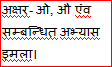 अक्षर- ओ, औ एंव
सम्बन्धित अभ्यास
इमला।